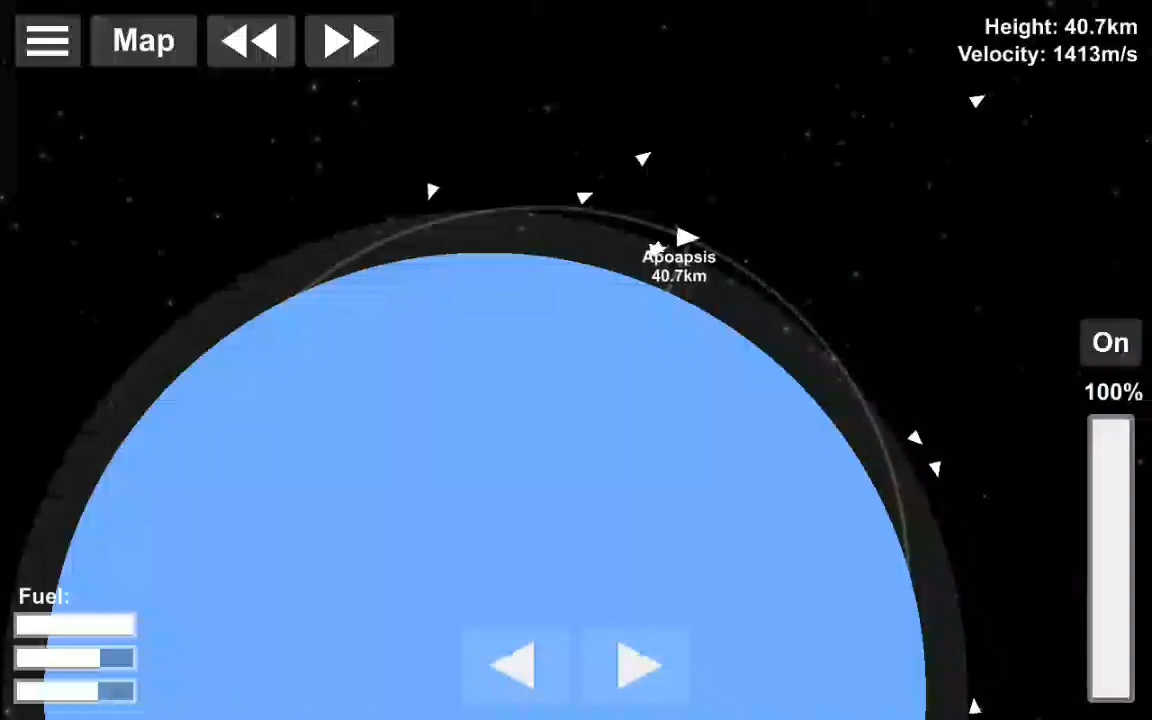 Map
Height: 40.7km
Velocity: 1413m/s
Apoapsis
40.7km
On
100%
Fuel: